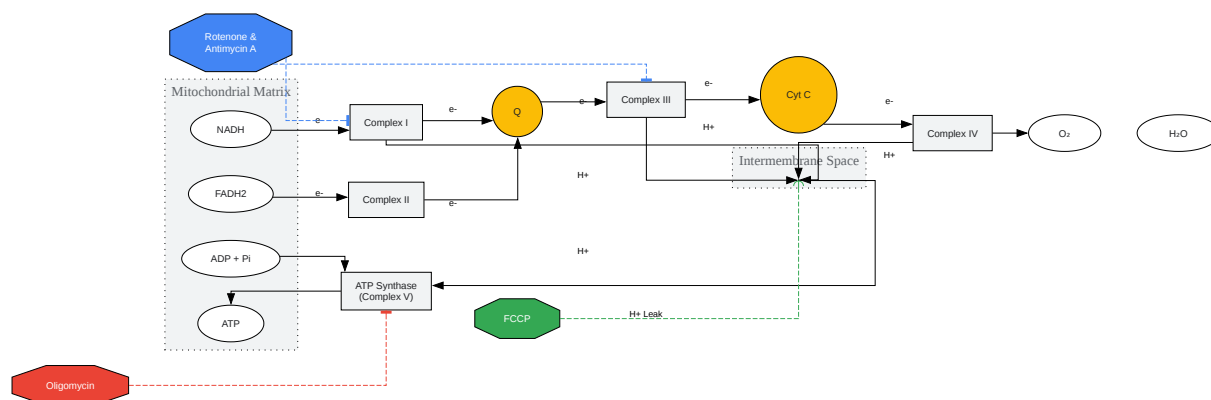 Rotenone &
Antimycin A
Mitochondrial Matrix
NADH
e-
Complex I
e-
Q
e-
Complex III
e-
Cyt C
e-
Complex IV
O₂
H₂O
H+
H+
Intermembrane Space
FADH2
e-
Complex II
e-
H+
ADP + Pi
H+
ATP Synthase
(Complex V)
ATP
FCCP
H+ Leak
Oligomycin